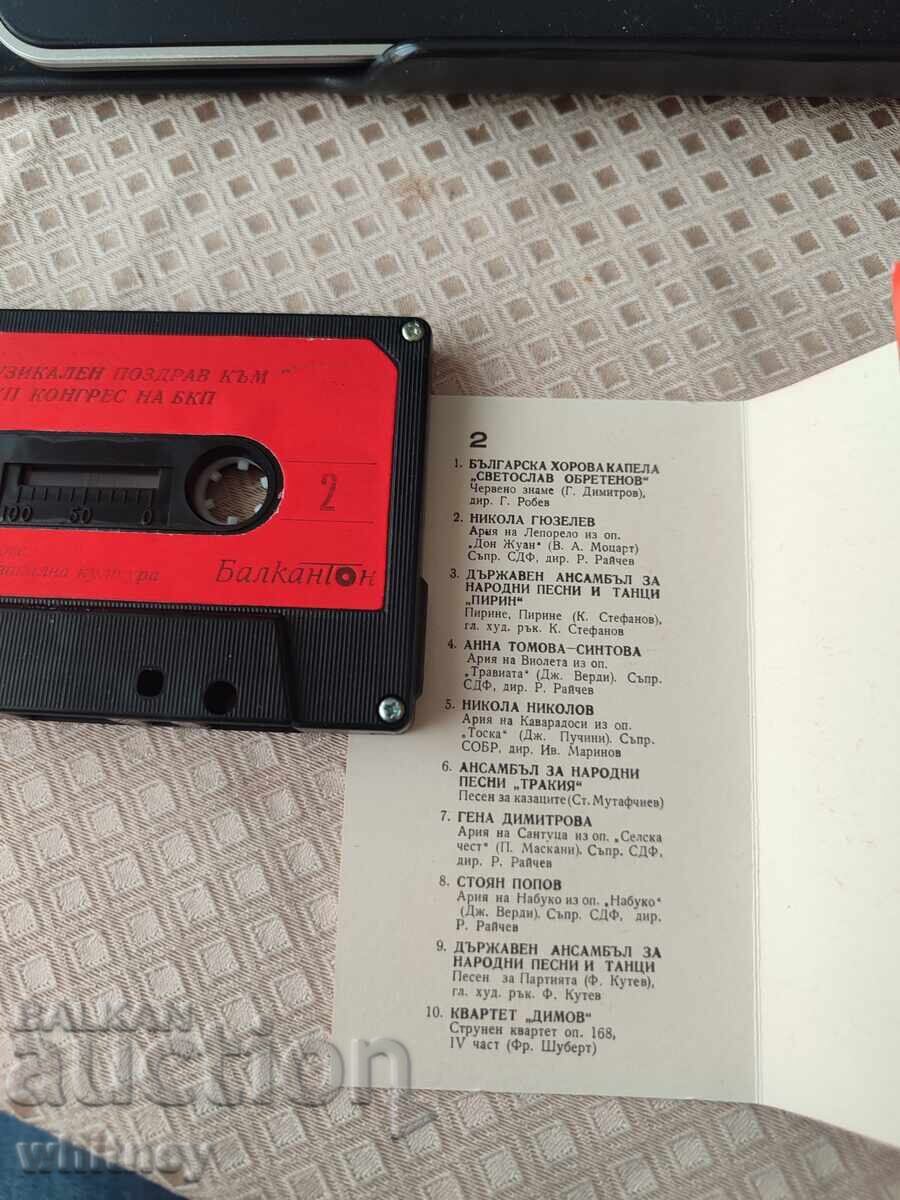 УЗИКАЛЕН ПОЗДРАВ КЪМ
КОНГРЕС НА БКП
100 50 0
2
култура
Балкантон
2
1. БЪЛГАРСКА ХОРОВА КАПЕЛА
„СВЕТОСЛАВ ОБРЕТЕНОВ“
Червено знаме (Г. Димитров),
дир. Г. Робев
2. НИКОЛА ГЮЗЕЛЕВ
Ария на Лепорело из оп.
„Дон Жуан“ (В. А. Моцарт)
Съпр. СДФ, дир. Р. Райчев
3. ДЪРЖАВЕН АНСАМБЪЛ ЗА
НАРОДНИ ПЕСНИ И ТАНЦИ
„ПИРИН“
Пирине, Пирине (К. Стефанов),
гл. худ. рък. К. Стефанов
4. АННА ТОМОВА–СИНТОВА
Ария на Виолета из оп.
„Травиата“ (Дж. Верди). Съпр.
СДФ, дир. Р. Райчев
5. НИКОЛА НИКОЛОВ
Ария на Каварадоси из оп.
„Тоска“ (Дж. Пучини). Съпр.
СОБР, дир. Ив. Маринов
6. АНСАМБЪЛ ЗА НАРОДНИ
ПЕСНИ „ТРАКИЯ“
Песен за казаците (Ст. Мутафчиев)
7. ГЕНА ДИМИТРОВА
Ария на Сантуца из оп. „Селска
чест“ (П. Маскани). Съпр. СДФ,
дир. Р. Райчев
8. СТОЯН ПОПОВ
Ария на Набуко из оп. „Набуко“
(Дж. Верди). Съпр. СДФ, дир.
Р. Райчев
9. ДЪРЖАВЕН АНСАМБЪЛ ЗА
НАРОДНИ ПЕСНИ И ТАНЦИ
Песен за Партията (Ф. Кутев),
гл. худ. рък. Ф. Кутев
10. КВАРТЕТ „ДИМОВ“
Струнен квартет оп. 168,
IV част (Фр. Шуберт)
BALKAN
auction
whitney